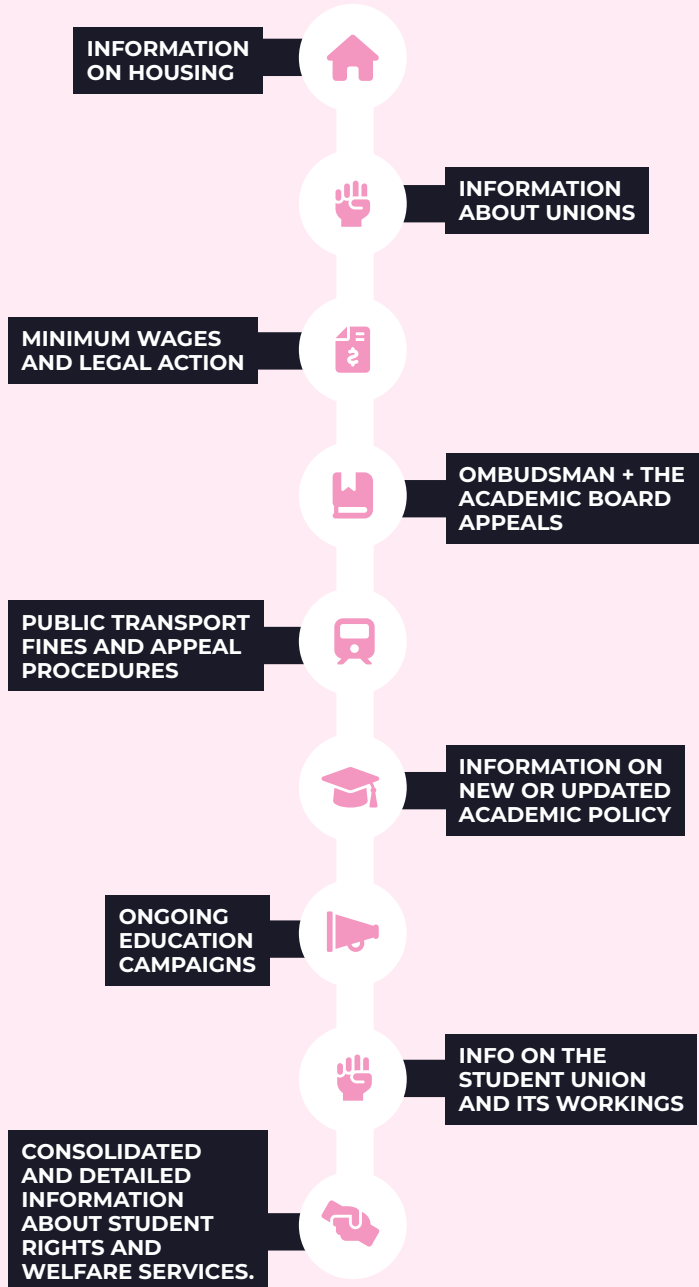 INFORMATION
ON HOUSING
INFORMATION
ABOUT UNIONS
MINIMUM WAGES
AND LEGAL ACTION
OMBUDSMAN + THE
ACADEMIC BOARD
APPEALS
PUBLIC TRANSPORT
FINES AND APPEAL
PROCEDURES
INFORMATION ON
NEW OR UPDATED
ACADEMIC POLICY
ONGOING
EDUCATION
CAMPAIGNS
INFO ON THE
STUDENT UNION
AND ITS WORKINGS
CONSOLIDATED
AND DETAILED
INFORMATION
ABOUT STUDENT
RIGHTS AND
WELFARE SERVICES.